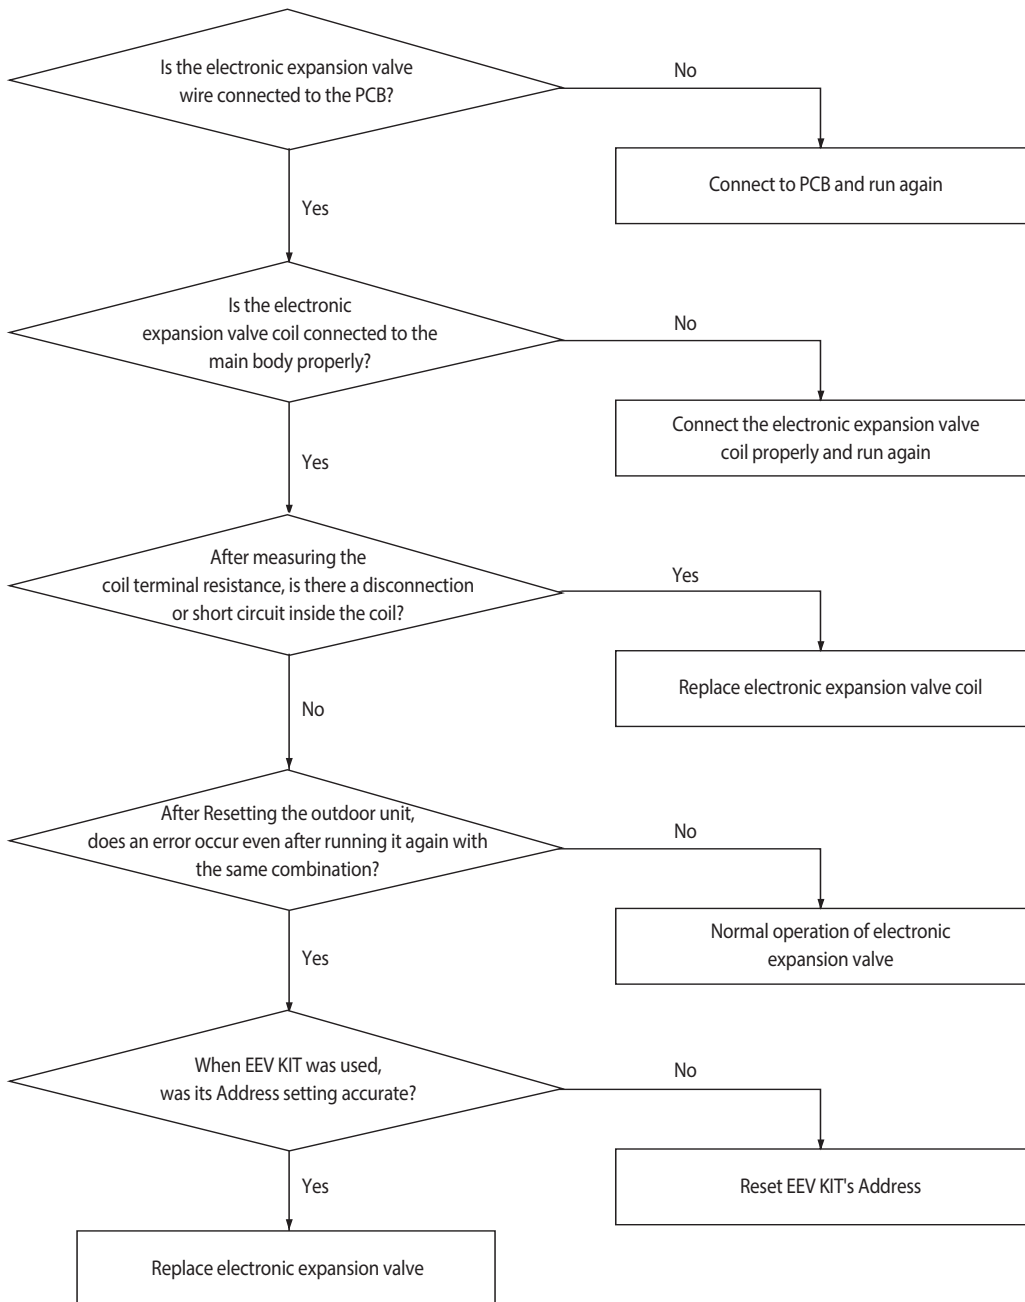 Is the electronic expansion valve
wire connected to the PCB?
No
Connect to PCB and run again
Yes
Is the electronic
expansion valve coil connected to the
main body properly?
No
Connect the electronic expansion valve
coil properly and run again
Yes
After measuring the
coil terminal resistance, is there a disconnection
or short circuit inside the coil?
Yes
Replace electronic expansion valve coil
No
After Resetting the outdoor unit,
does an error occur even after running it again with
the same combination?
No
Normal operation of electronic
expansion valve
Yes
When EEV KIT was used,
was its Address setting accurate?
No
Reset EEV KIT's Address
Yes
Replace electronic expansion valve